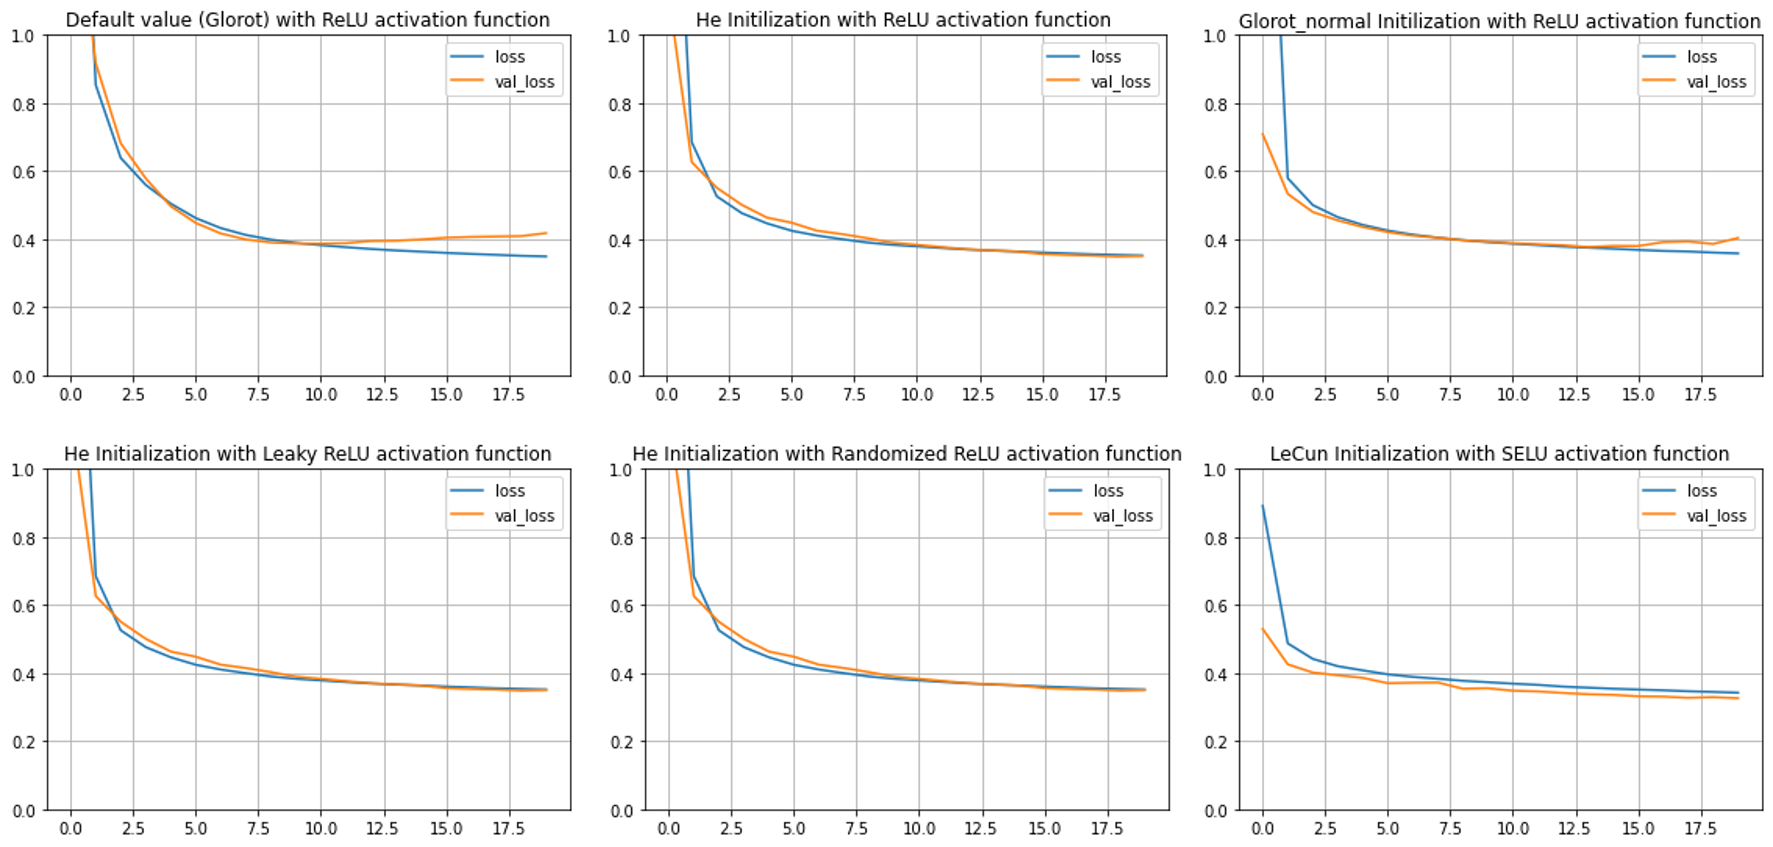 Default value (Glorot) with ReLU activation function
1.0
0.8
0.6
0.4
0.2
0.0
0.0 2.5 5.0 7.5 10.0 12.5 15.0 17.5
loss
val_loss
He Initilization with ReLU activation function
1.0
0.8
0.6
0.4
0.2
0.0
0.0 2.5 5.0 7.5 10.0 12.5 15.0 17.5
loss
val_loss
Glorot_normal Initilization with ReLU activation function
1.0
0.8
0.6
0.4
0.2
0.0
0.0 2.5 5.0 7.5 10.0 12.5 15.0 17.5
loss
val_loss
He Initialization with Leaky ReLU activation function
1.0
0.8
0.6
0.4
0.2
0.0
0.0 2.5 5.0 7.5 10.0 12.5 15.0 17.5
loss
val_loss
He Initialization with Randomized ReLU activation function
1.0
0.8
0.6
0.4
0.2
0.0
0.0 2.5 5.0 7.5 10.0 12.5 15.0 17.5
loss
val_loss
LeCun Initialization with SELU activation function
1.0
0.8
0.6
0.4
0.2
0.0
0.0 2.5 5.0 7.5 10.0 12.5 15.0 17.5
loss
val_loss